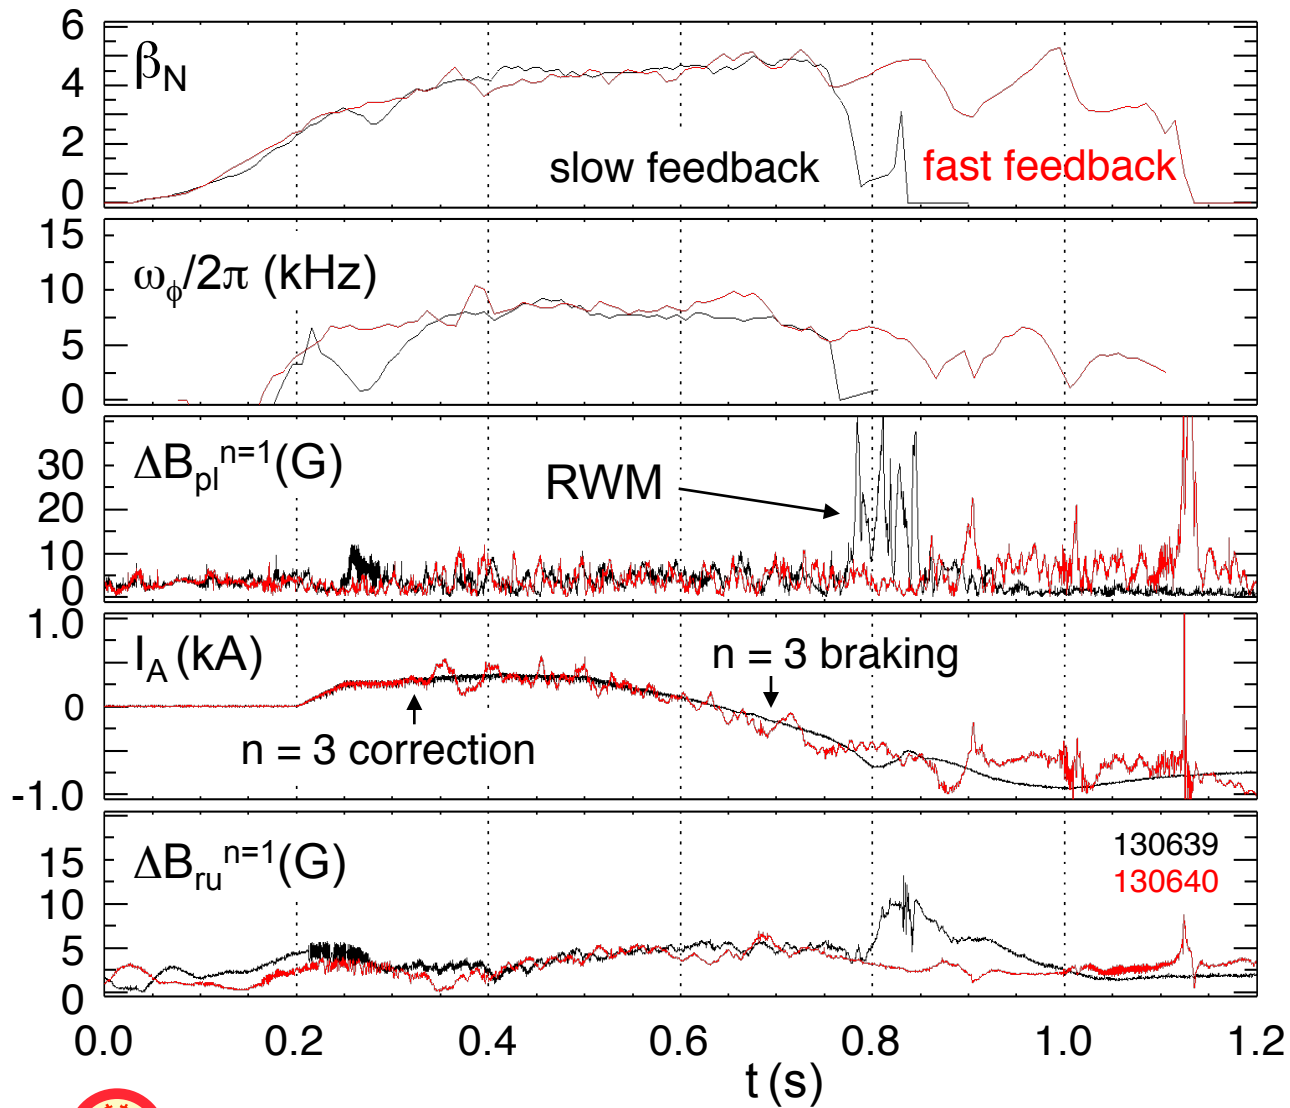 6
4
2
0
β_N
slow feedback
fast feedback
15
10
5
0
ω_ϕ/2π (kHz)
30
20
10
0
ΔB_pl^n=1(G)
RWM
1.0
0
-1.0
I_A (kA)
n = 3 braking
n = 3 correction
15
10
5
0
ΔB_ru^n=1(G)
130639
130640
0.0 0.2 0.4 0.6 0.8 1.0 1.2
t (s)